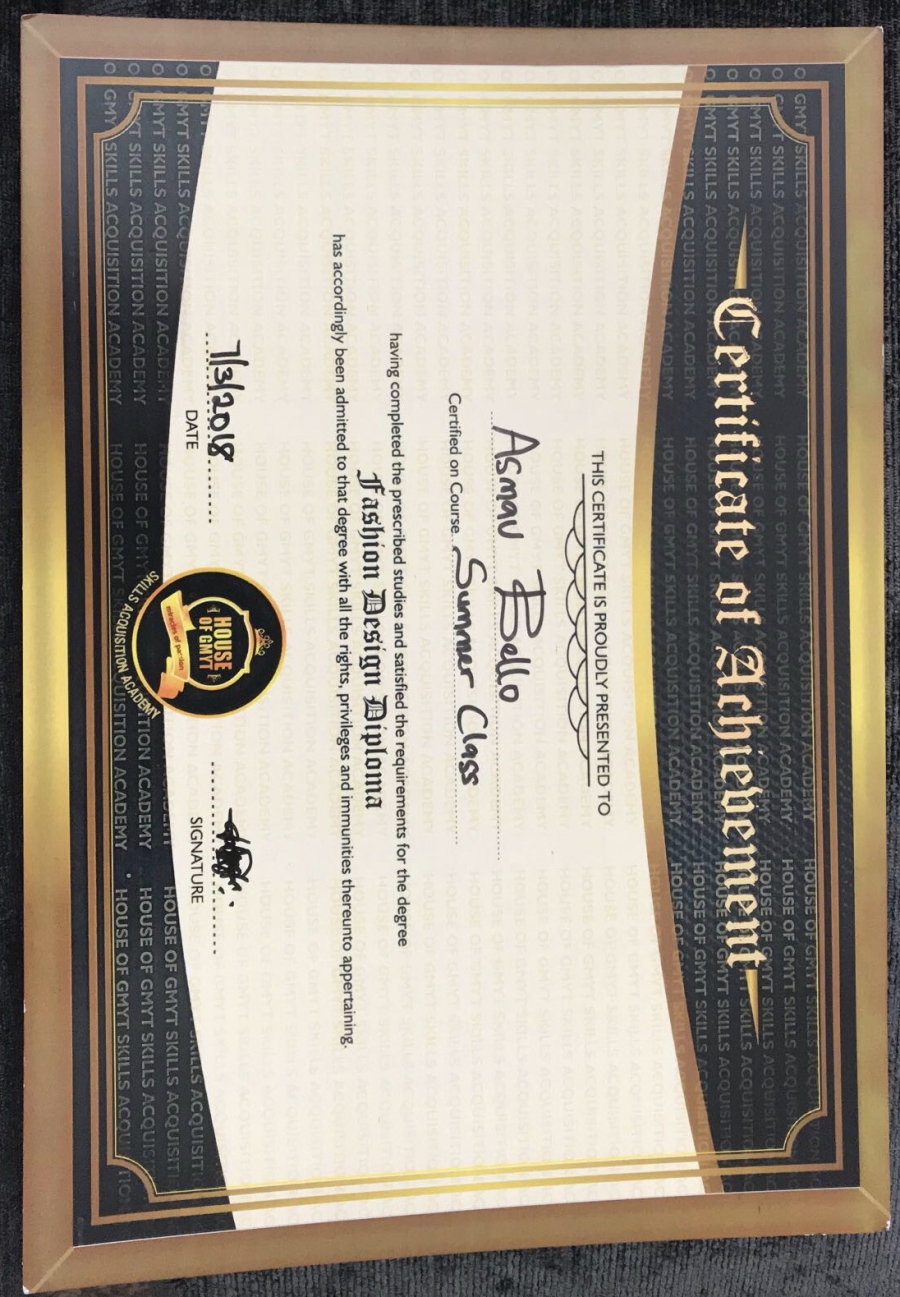 Certificate of Achievement
THIS CERTIFICATE IS PROUDLY PRESENTED TO
Asmau Bello
Certified on Course Summer Class
having completed the prescribed studies and satisfied the requirements for the degree
Fashion Design Diploma
has accordingly been admitted to that degree with all the rights, privileges and immunities thereunto appertaining.
7/3/2018
DATE
HOUSE
OF GMYT
miracles of passion
SKILLS ACQUISITION ACADEMY
SIGNATURE
HOUSE OF GMYT SKILLS ACQUISITION ACADEMY